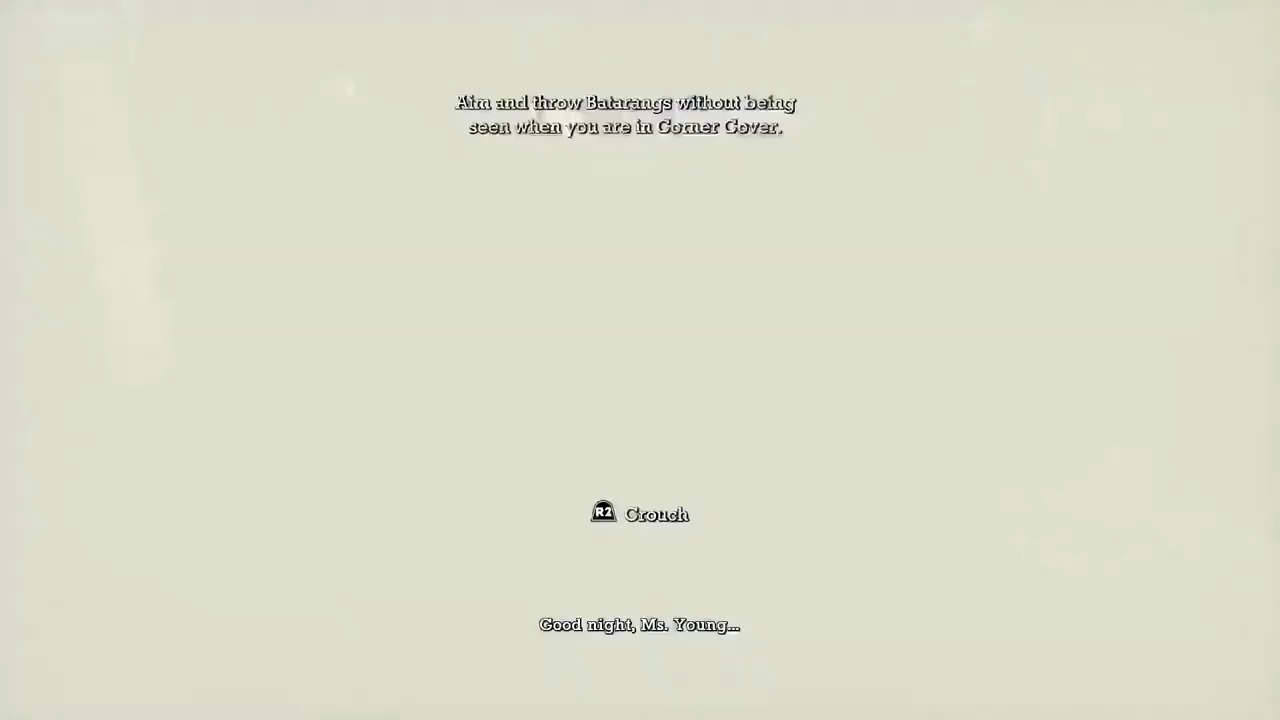 Aim and throw Batarangs without being
seen when you are in Corner Cover.
R2 Crouch
Good night, Ms. Young...